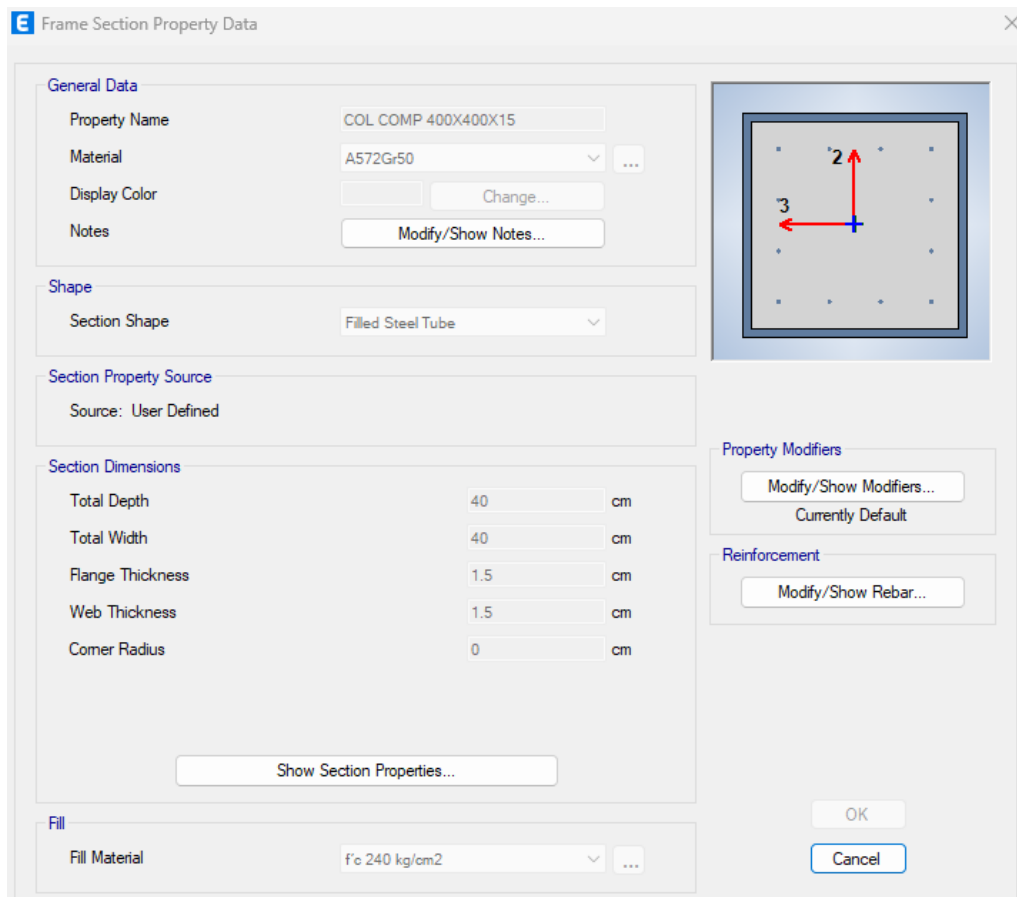 E Frame Section Property Data
General Data
Property Name COL COMP 400X400X15
Material A572Gr50 ...
Display Color Change...
Notes Modify/Show Notes...
2
3
Shape
Section Shape Filled Steel Tube
Section Property Source
Source: User Defined
Section Dimensions
Total Depth 40 cm
Total Width 40 cm
Flange Thickness 1.5 cm
Web Thickness 1.5 cm
Corner Radius 0 cm
Show Section Properties...
Property Modifiers
Modify/Show Modifiers...
Currently Default
Reinforcement
Modify/Show Rebar...
Fill
Fill Material f'c 240 kg/cm2 ...
OK
Cancel